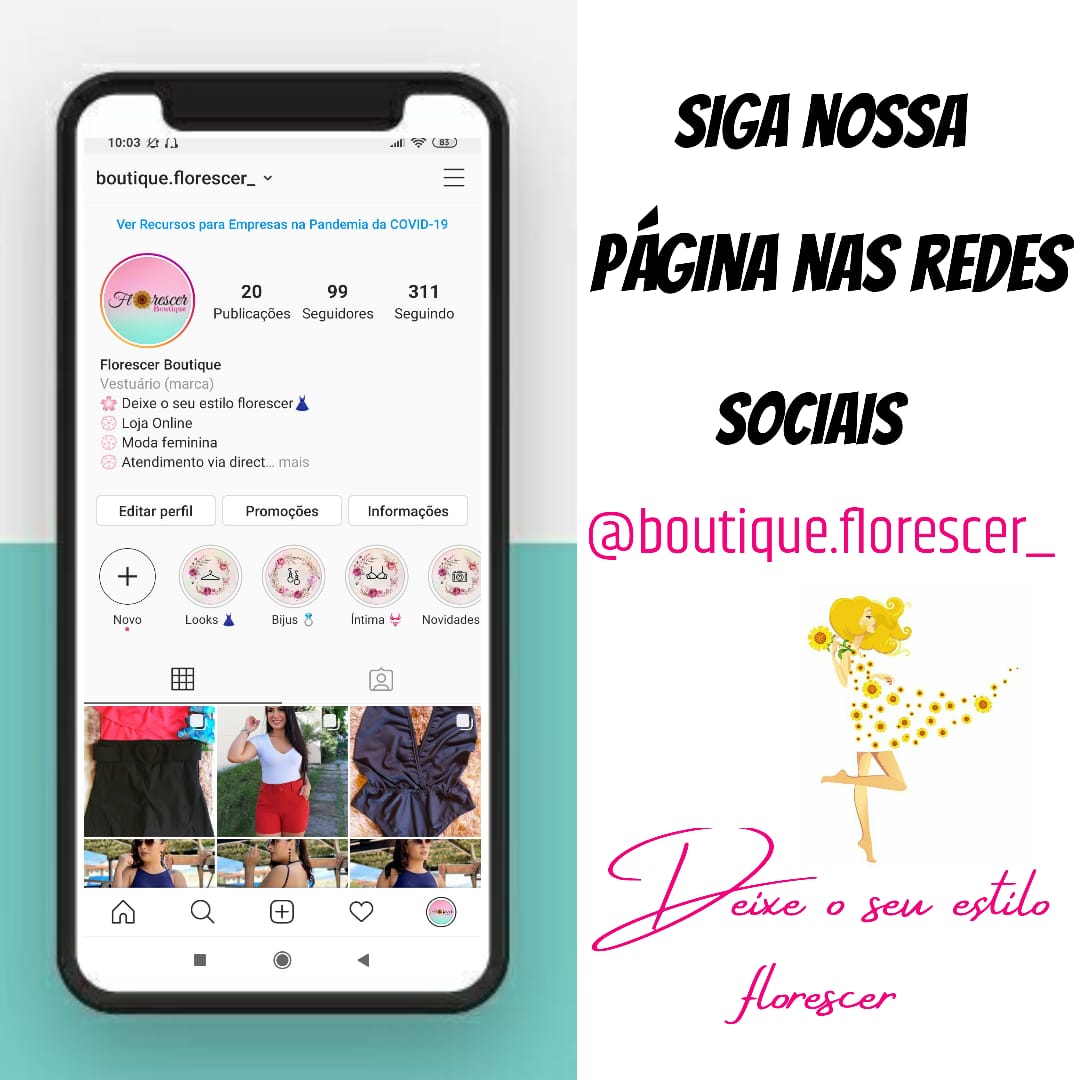 10:03
83
boutique.florescer_
Ver Recursos para Empresas na Pandemia da COVID-19
Florescer
Boutique
20 99 311
Publicações Seguidores Seguindo
Florescer Boutique
Vestuário (marca)
Deixe o seu estilo florescer
Loja Online
Moda feminina
Atendimento via direct... mais
Editar perfil Promoções Informações
Novo Looks Bijus Íntima Novidades
SIGA NOSSA
PÁGINA NAS REDES
SOCIAIS
@boutique.florescer_
Deixe o seu estilo
florescer